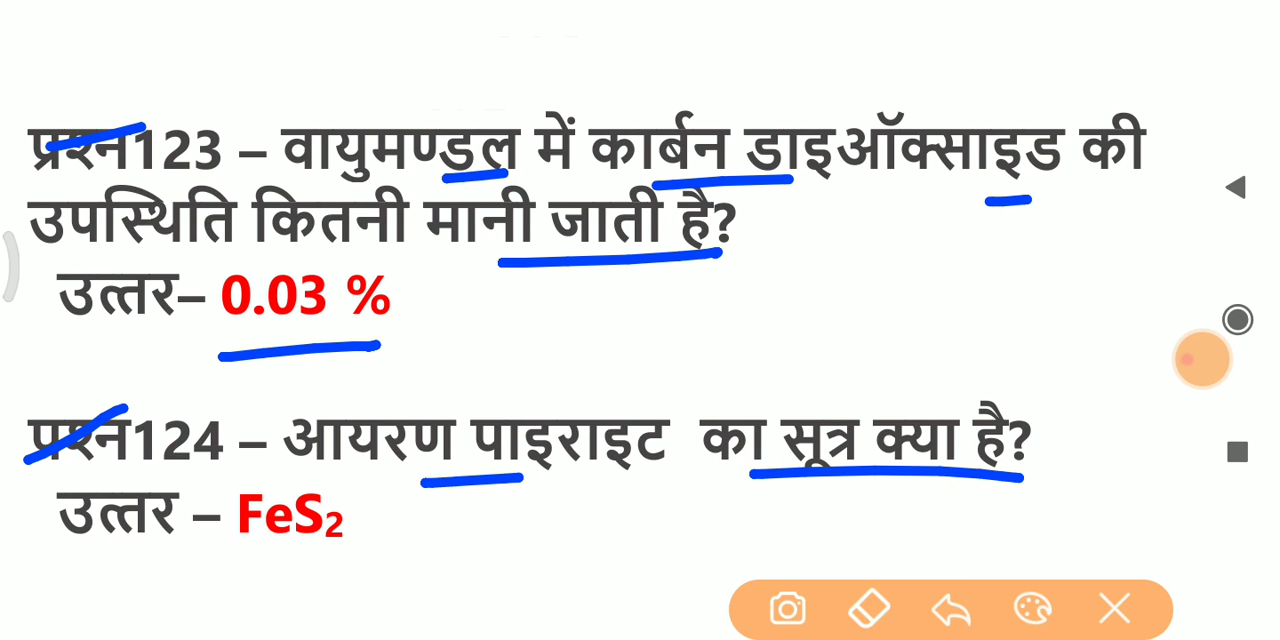 प्रश्न123 – वायुमण्डल में कार्बन डाइऑक्साइड की
उपस्थिति कितनी मानी जाती है?
उत्तर– 0.03 %
प्रश्न124 – आयरण पाइराइट का सूत्र क्या है?
उत्तर – FeS₂